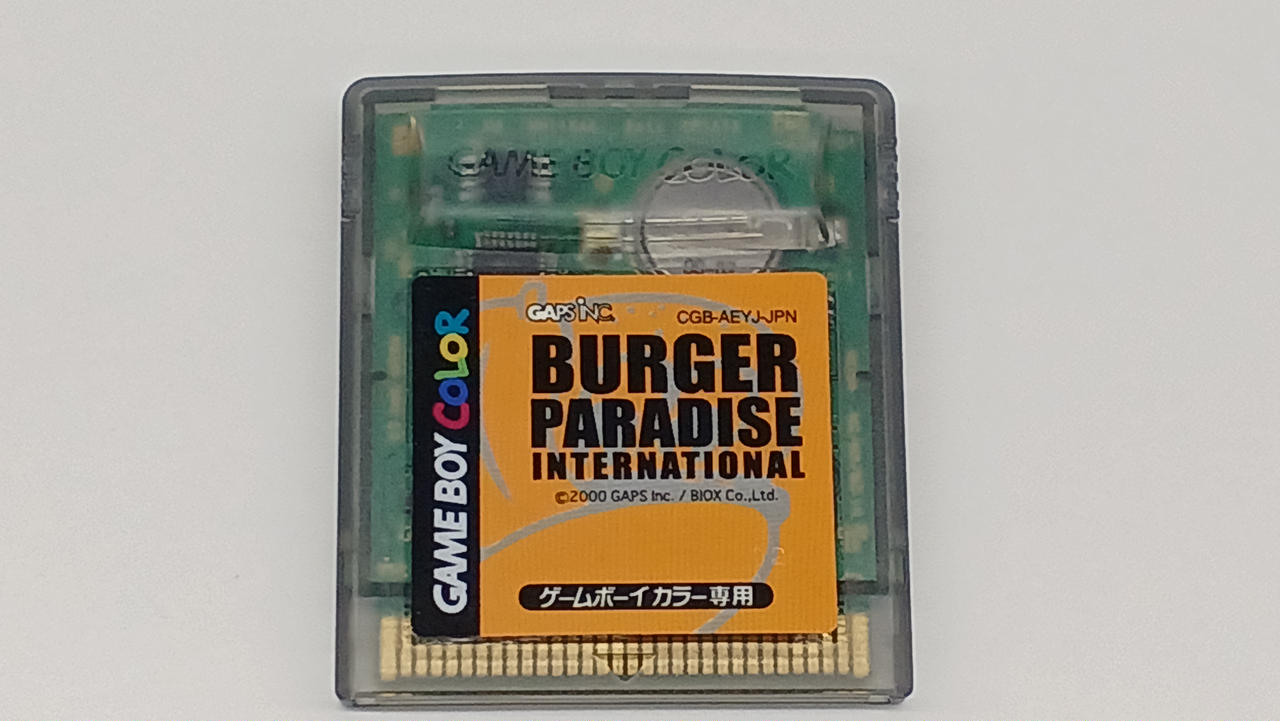 GAME BOY COLOR
GAME BOY COLOR
GAPS INC.
CGB-AEYJ-JPN
BURGER
PARADISE
INTERNATIONAL
©2000 GAPS Inc. / BIOX Co.,Ltd.
ゲームボーイカラー専用